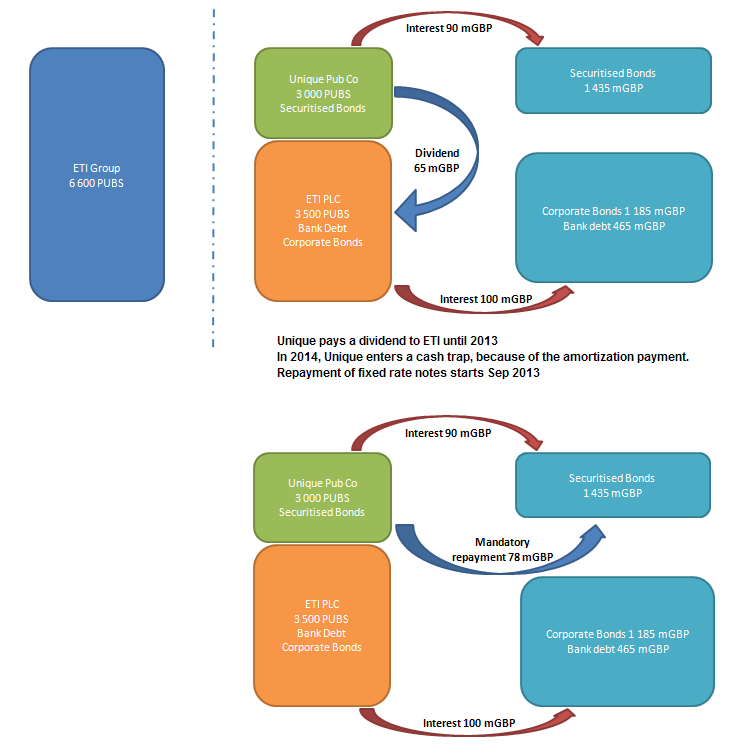 Interest 90 mGBP
Unique Pub Co
3 000 PUBS
Securitised Bonds
Securitised Bonds
1 435 mGBP
ETI Group
6 600 PUBS
Dividend
65 mGBP
ETI PLC
3 500 PUBS
Bank Debt
Corporate Bonds
Corporate Bonds 1 185 mGBP
Bank debt 465 mGBP
Interest 100 mGBP
Unique pays a dividend to ETI until 2013
In 2014, Unique enters a cash trap, because of the amortization payment.
Repayment of fixed rate notes starts Sep 2013
Interest 90 mGBP
Unique Pub Co
3 000 PUBS
Securitised Bonds
Securitised Bonds
1 435 mGBP
Mandatory
repayment 78 mGBP
ETI PLC
3 500 PUBS
Bank Debt
Corporate Bonds
Corporate Bonds 1 185 mGBP
Bank debt 465 mGBP
Interest 100 mGBP